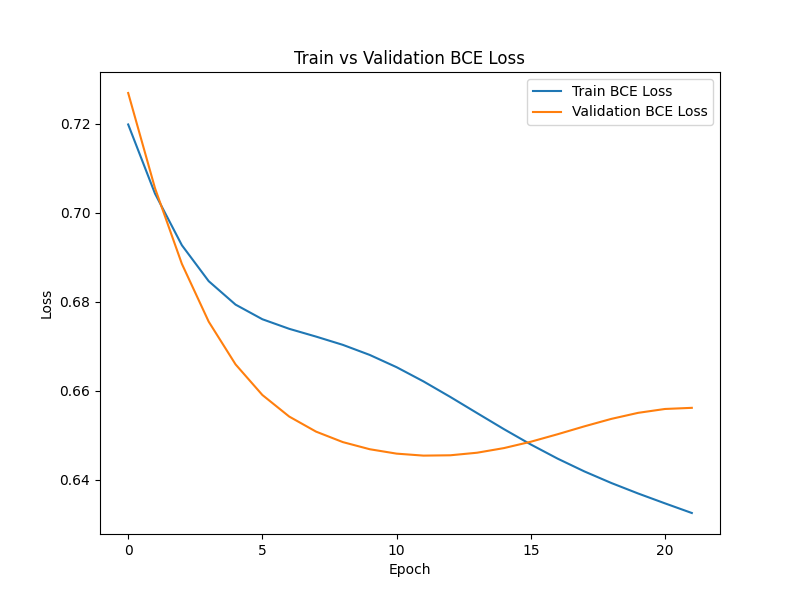 Train vs Validation BCE Loss
Train BCE Loss
Validation BCE Loss
0.72
0.70
0.68
0.66
0.64
Loss
0
5
10
15
20
Epoch